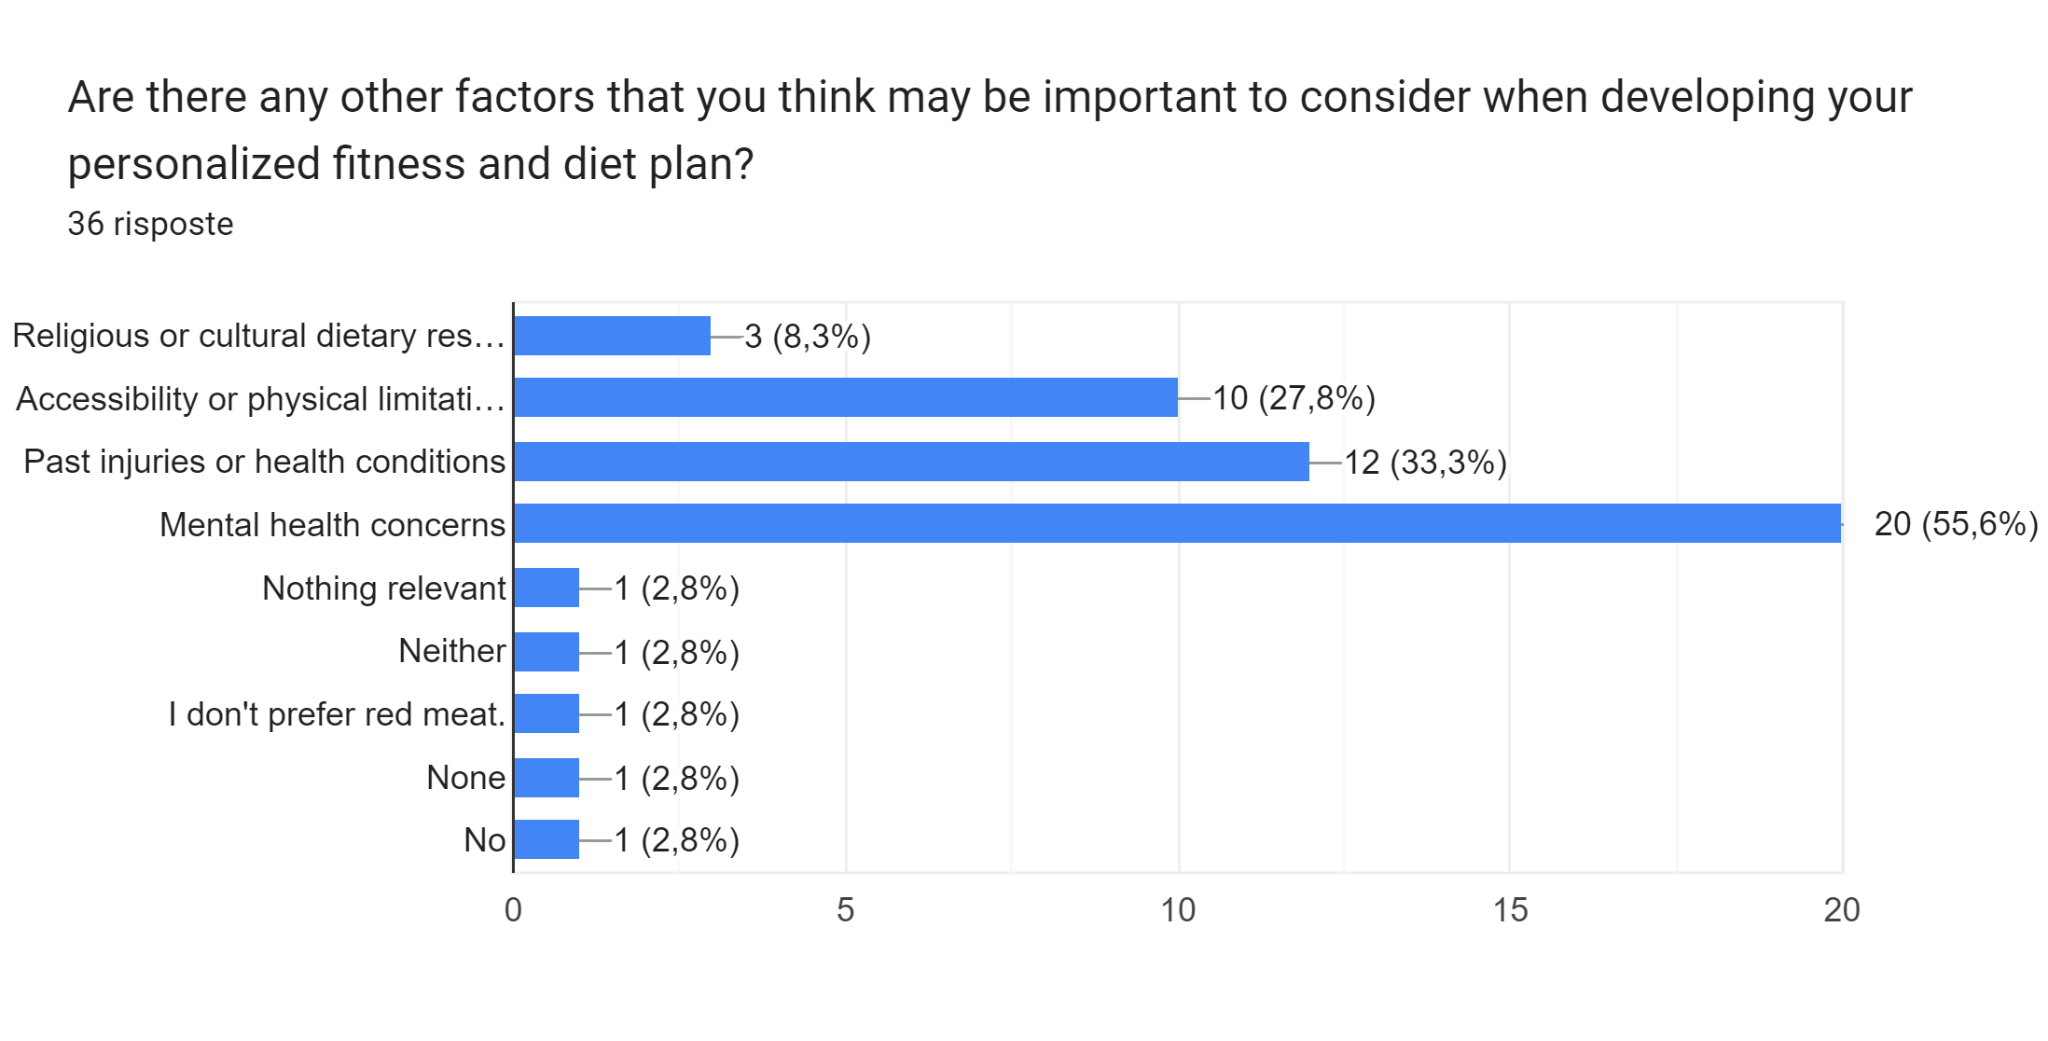 Are there any other factors that you think may be important to consider when developing your
personalized fitness and diet plan?
36 risposte
Religious or cultural dietary res… 3 (8,3%)
Accessibility or physical limitati… 10 (27,8%)
Past injuries or health conditions 12 (33,3%)
Mental health concerns 20 (55,6%)
Nothing relevant 1 (2,8%)
Neither 1 (2,8%)
I don't prefer red meat. 1 (2,8%)
None 1 (2,8%)
No 1 (2,8%)
0 5 10 15 20